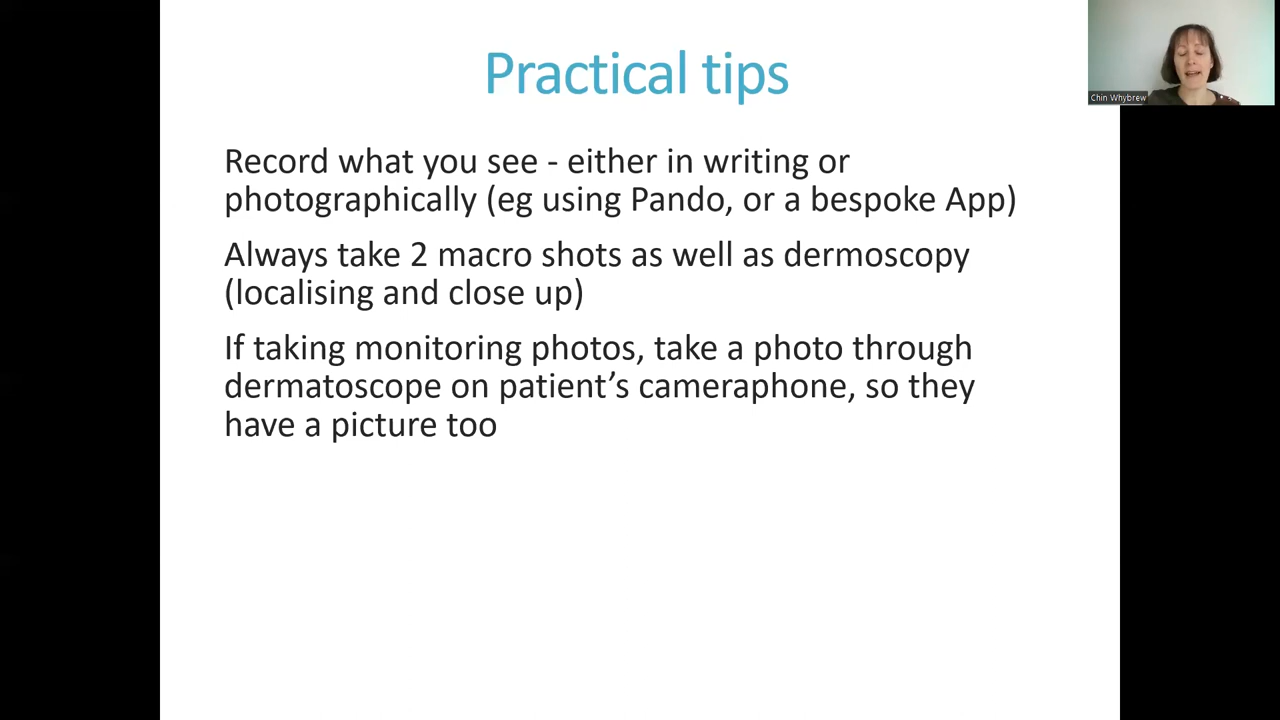 Practical tips
Chin Whybrew
Record what you see - either in writing or
photographically (eg using Pando, or a bespoke App)
Always take 2 macro shots as well as dermoscopy
(localising and close up)
If taking monitoring photos, take a photo through
dermatoscope on patient’s cameraphone, so they
have a picture too